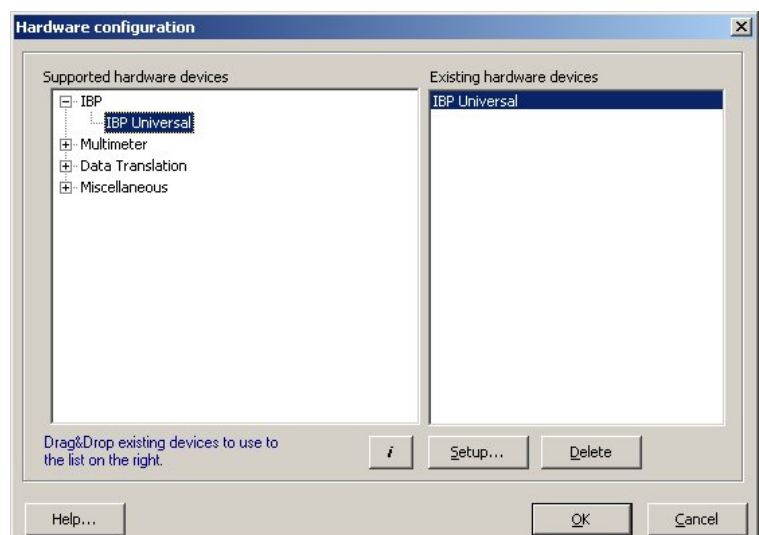 Hardware configuration
Supported hardware devices
Existing hardware devices
IBP
IBP Universal
Multimeter
Data Translation
Miscellaneous
IBP Universal
Drag&Drop existing devices to use to
the list on the right.
i
Setup...
Delete
Help...
OK
Cancel